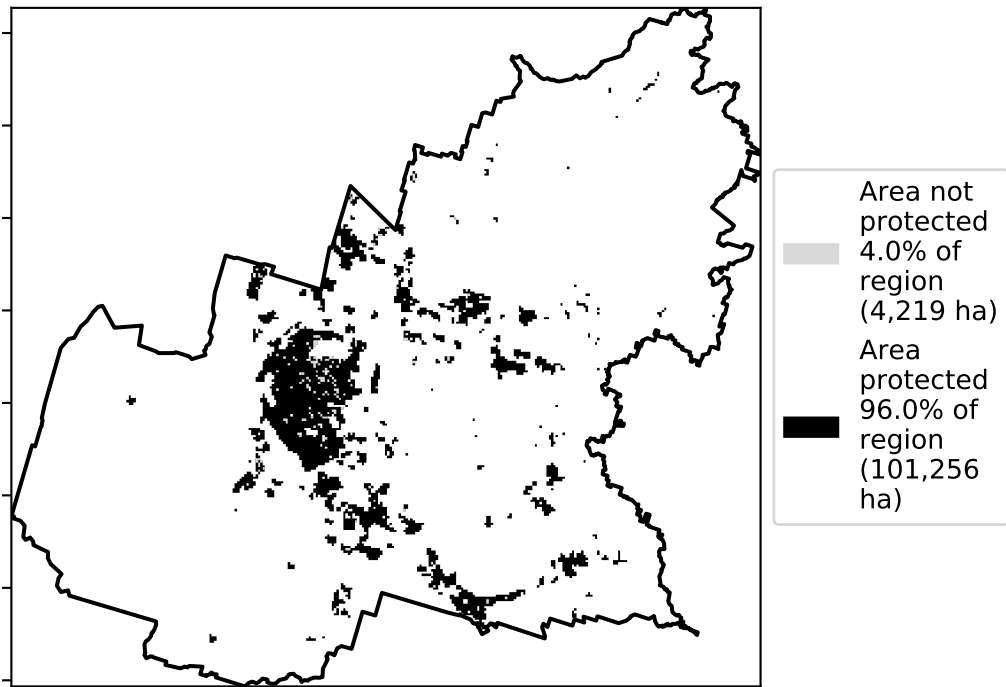 Area not
protected
4.0% of
region
(4,219 ha)
Area
protected
96.0% of
region
(101,256
ha)